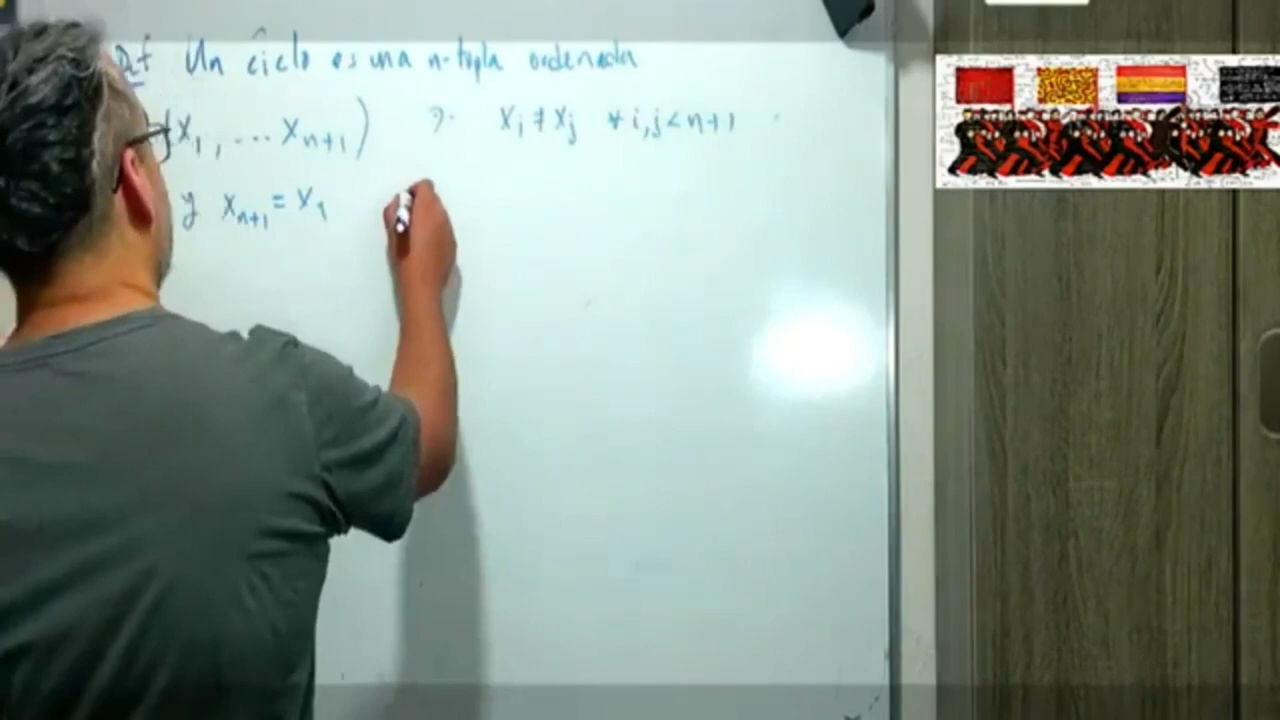 Def Un Ciclo es una n-tupla ordenada
(x₁, ... xₙ₊₁) ∋. xᵢ ≠ xⱼ ∀ i,j < n+1
y xₙ₊₁ = x₁